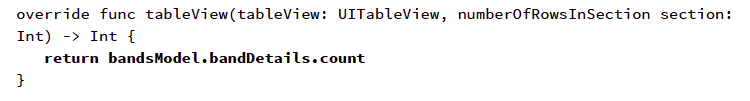 override func tableView(tableView: UITableView, numberOfRowsInSection section:
Int) -> Int {
   return bandsModel.bandDetails.count
}